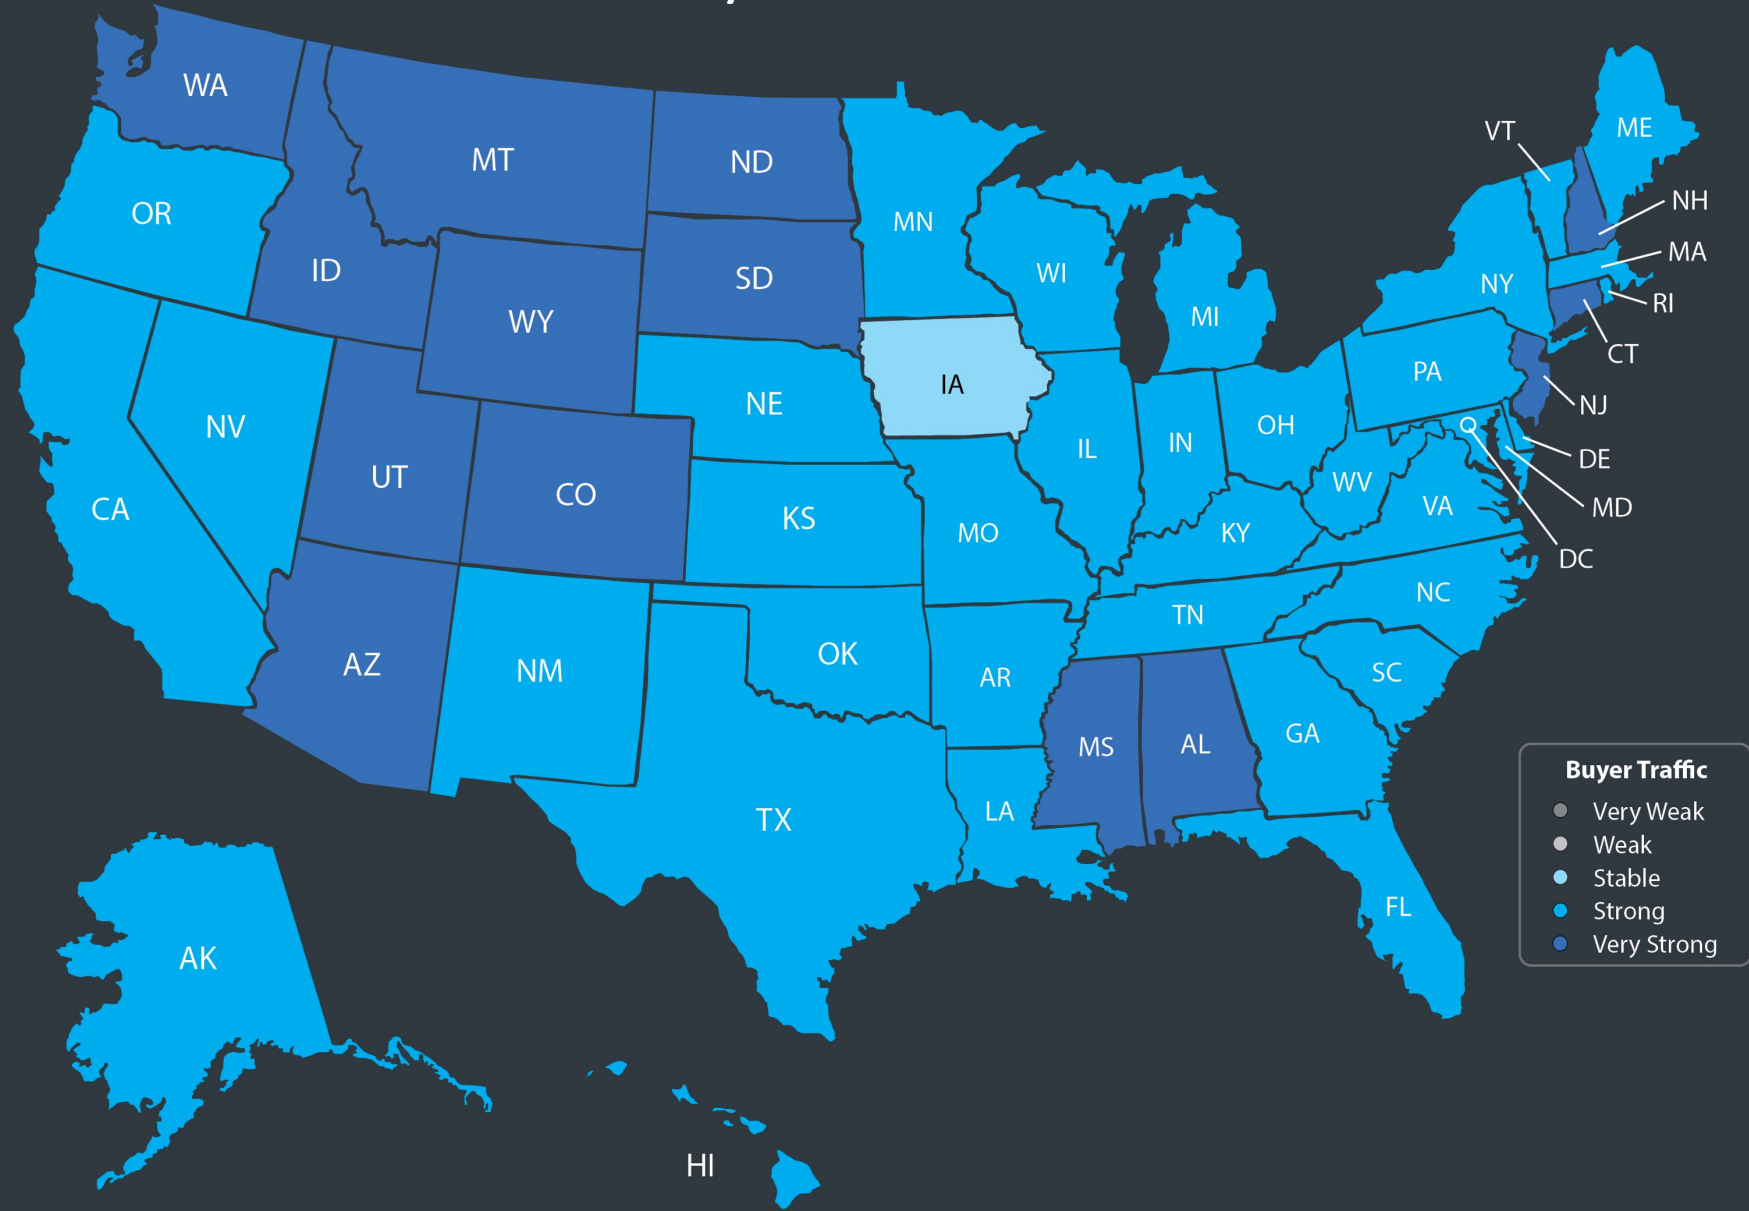 WA
MT
ND
MN
VT
ME
NH
OR
ID
SD
WI
MA
WY
MI
NY
RI
CT
NE
IA
PA
NJ
NV
UT
CO
IL
IN
OH
DE
CA
KS
MO
WV
VA
MD
KY
DC
NC
TN
AZ
NM
OK
AR
SC
MS
AL
GA
TX
LA
Buyer Traffic
Very Weak
Weak
Stable
Strong
Very Strong
FL
AK
HI